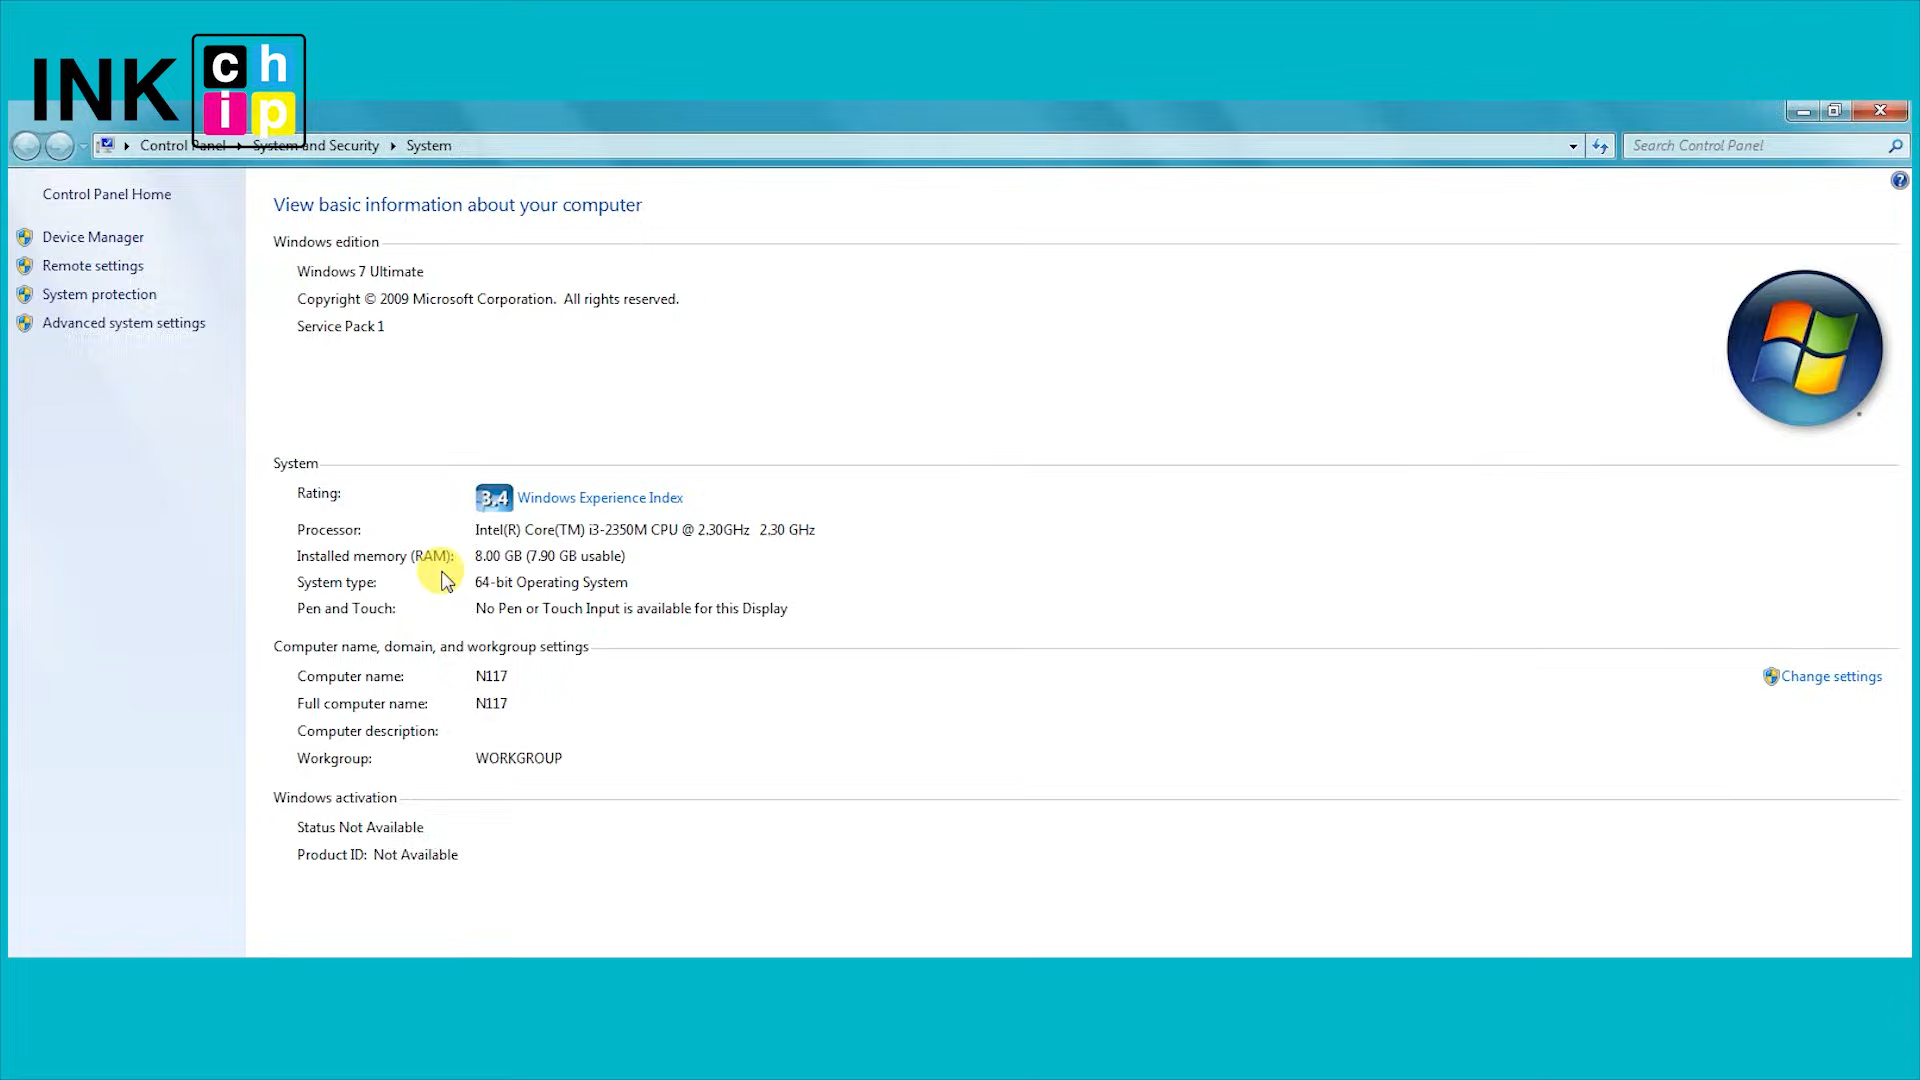 INK chip
Control Panel System and Security System
Search Control Panel
Control Panel Home
Device Manager
Remote settings
System protection
Advanced system settings
View basic information about your computer
Windows edition
Windows 7 Ultimate
Copyright © 2009 Microsoft Corporation. All rights reserved.
Service Pack 1
System
Rating: 3.4 Windows Experience Index
Processor: Intel(R) Core(TM) i3-2350M CPU @ 2.30GHz 2.30 GHz
Installed memory (RAM): 8.00 GB (7.90 GB usable)
System type: 64-bit Operating System
Pen and Touch: No Pen or Touch Input is available for this Display
Computer name, domain, and workgroup settings
Computer name: N117
Change settings
Full computer name: N117
Computer description:
Workgroup: WORKGROUP
Windows activation
Status Not Available
Product ID: Not Available